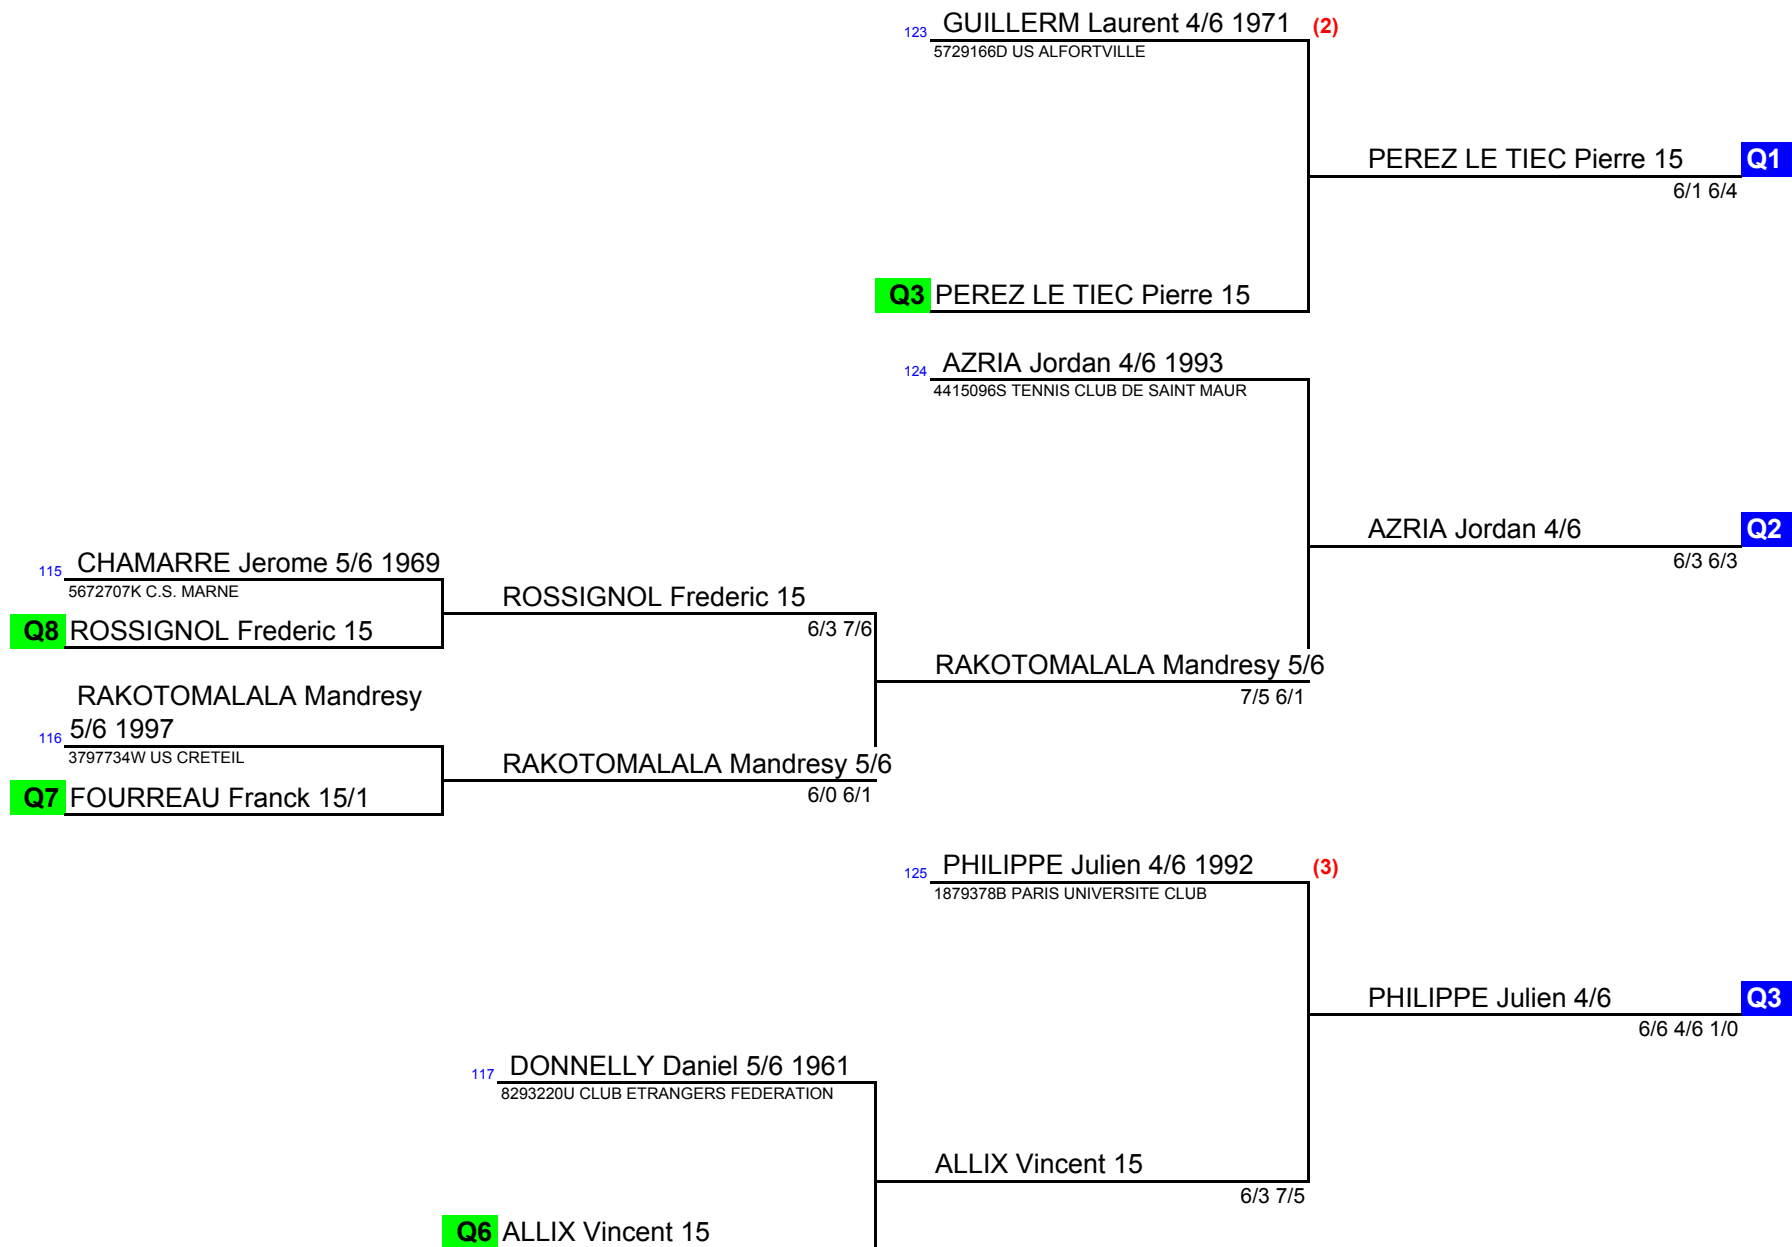 123 GUILLERM Laurent 4/6 1971 (2)
5729166D US ALFORTVILLE
PEREZ LE TIEC Pierre 15 Q1
6/1 6/4
Q3 PEREZ LE TIEC Pierre 15
124 AZRIA Jordan 4/6 1993
4415096S TENNIS CLUB DE SAINT MAUR
AZRIA Jordan 4/6 Q2
6/3 6/3
115 CHAMARRE Jerome 5/6 1969
5672707K C.S. MARNE
ROSSIGNOL Frederic 15
6/3 7/6
Q8 ROSSIGNOL Frederic 15
RAKOTOMALALA Mandresy 5/6
7/5 6/1
RAKOTOMALALA Mandresy
116 5/6 1997
3797734W US CRETEIL
RAKOTOMALALA Mandresy 5/6
6/0 6/1
Q7 FOURREAU Franck 15/1
125 PHILIPPE Julien 4/6 1992 (3)
1879378B PARIS UNIVERSITE CLUB
PHILIPPE Julien 4/6 Q3
6/6 4/6 1/0
117 DONNELLY Daniel 5/6 1961
8293220U CLUB ETRANGERS FEDERATION
ALLIX Vincent 15
6/3 7/5
Q6 ALLIX Vincent 15